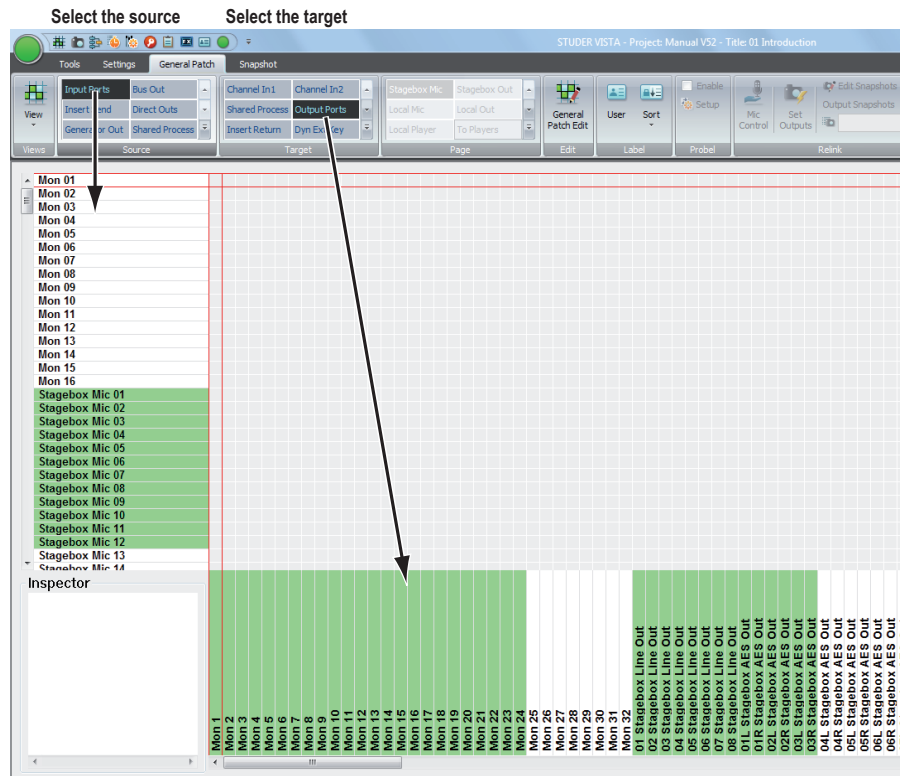 Select the source
Select the target
STUDER VISTA - Project: Manual V52 - Title: 01 Introduction
Tools
Settings
General Patch
Snapshot
View
Views
Input Ports
Bus Out
Insert Send
Direct Outs
Generator Out
Shared Process
Source
Channel In1
Channel In2
Shared Process
Output Ports
Insert Return
Dyn Ext Key
Target
Stagebox Mic
Stagebox Out
Local Mic
Local Out
Local Player
To Players
Page
General
Patch Edit
Edit
User
Sort
Label
Enable
Setup
Probel
Mic
Control
Set
Outputs
Edit Snapshots
Output Snapshots
Relink
Mon 01
Mon 02
Mon 03
Mon 04
Mon 05
Mon 06
Mon 07
Mon 08
Mon 09
Mon 10
Mon 11
Mon 12
Mon 13
Mon 14
Mon 15
Mon 16
Stagebox Mic 01
Stagebox Mic 02
Stagebox Mic 03
Stagebox Mic 04
Stagebox Mic 05
Stagebox Mic 06
Stagebox Mic 07
Stagebox Mic 08
Stagebox Mic 09
Stagebox Mic 10
Stagebox Mic 11
Stagebox Mic 12
Stagebox Mic 13
Stagebox Mic 14
Inspector
Mon 1
Mon 2
Mon 3
Mon 4
Mon 5
Mon 6
Mon 7
Mon 8
Mon 9
Mon 10
Mon 11
Mon 12
Mon 13
Mon 14
Mon 15
Mon 16
Mon 17
Mon 18
Mon 19
Mon 20
Mon 21
Mon 22
Mon 23
Mon 24
Mon 25
Mon 26
Mon 27
Mon 28
Mon 29
Mon 30
Mon 31
Mon 32
01 Stagebox Line Out
02 Stagebox Line Out
03 Stagebox Line Out
04 Stagebox Line Out
05 Stagebox Line Out
06 Stagebox Line Out
07 Stagebox Line Out
08 Stagebox Line Out
01L Stagebox AES Out
01R Stagebox AES Out
02L Stagebox AES Out
02R Stagebox AES Out
03L Stagebox AES Out
03R Stagebox AES Out
04L Stagebox AES Out
04R Stagebox AES Out
05L Stagebox AES Out
05R Stagebox AES Out
06L Stagebox AES Out
06R Stagebox AES Out